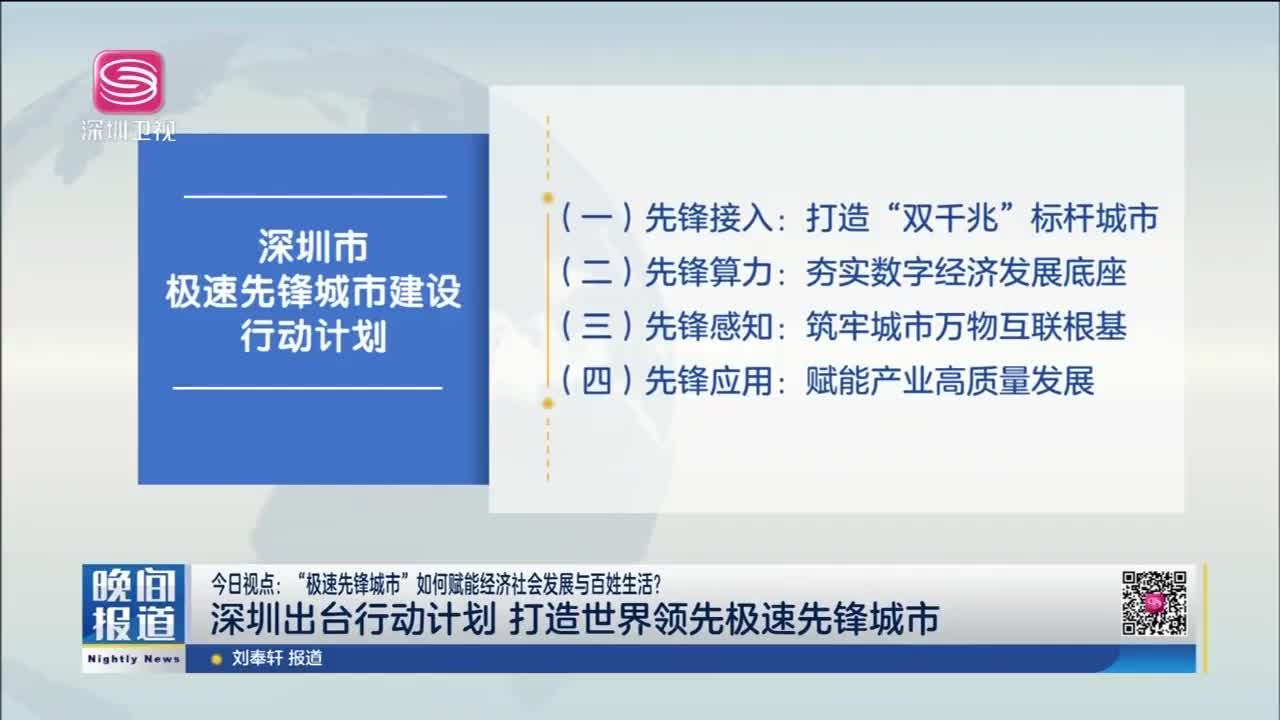 深圳卫视
深圳市
极速先锋城市建设
行动计划
（一）先锋接入：打造“双千兆”标杆城市
（二）先锋算力：夯实数字经济发展底座
（三）先锋感知：筑牢城市万物互联根基
（四）先锋应用：赋能产业高质量发展
晚间
报道
Nightly News
今日视点：“极速先锋城市”如何赋能经济社会发展与百姓生活?
深圳出台行动计划 打造世界领先极速先锋城市
刘奉轩 报道